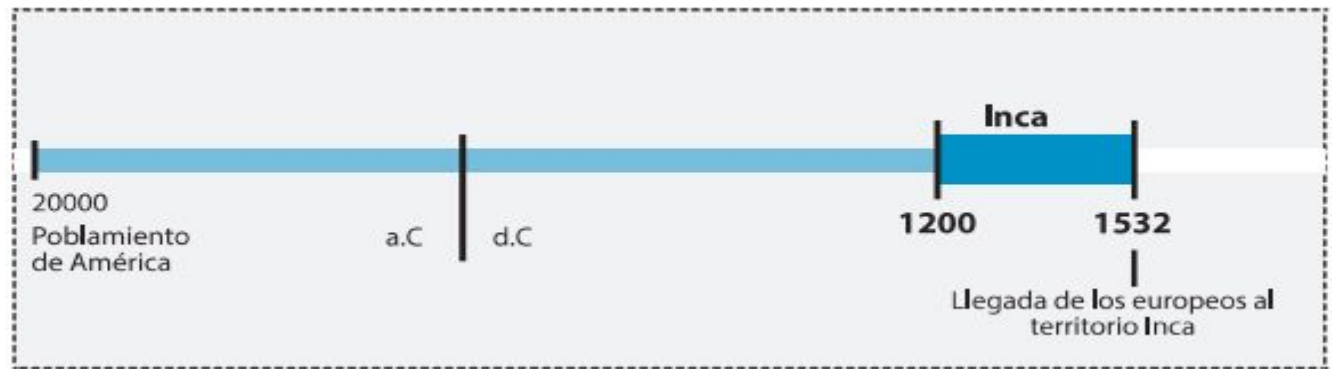 Inca
20000
Poblamiento
de América
a.C
d.C
1200
1532
Llegada de los europeos al
territorio Inca